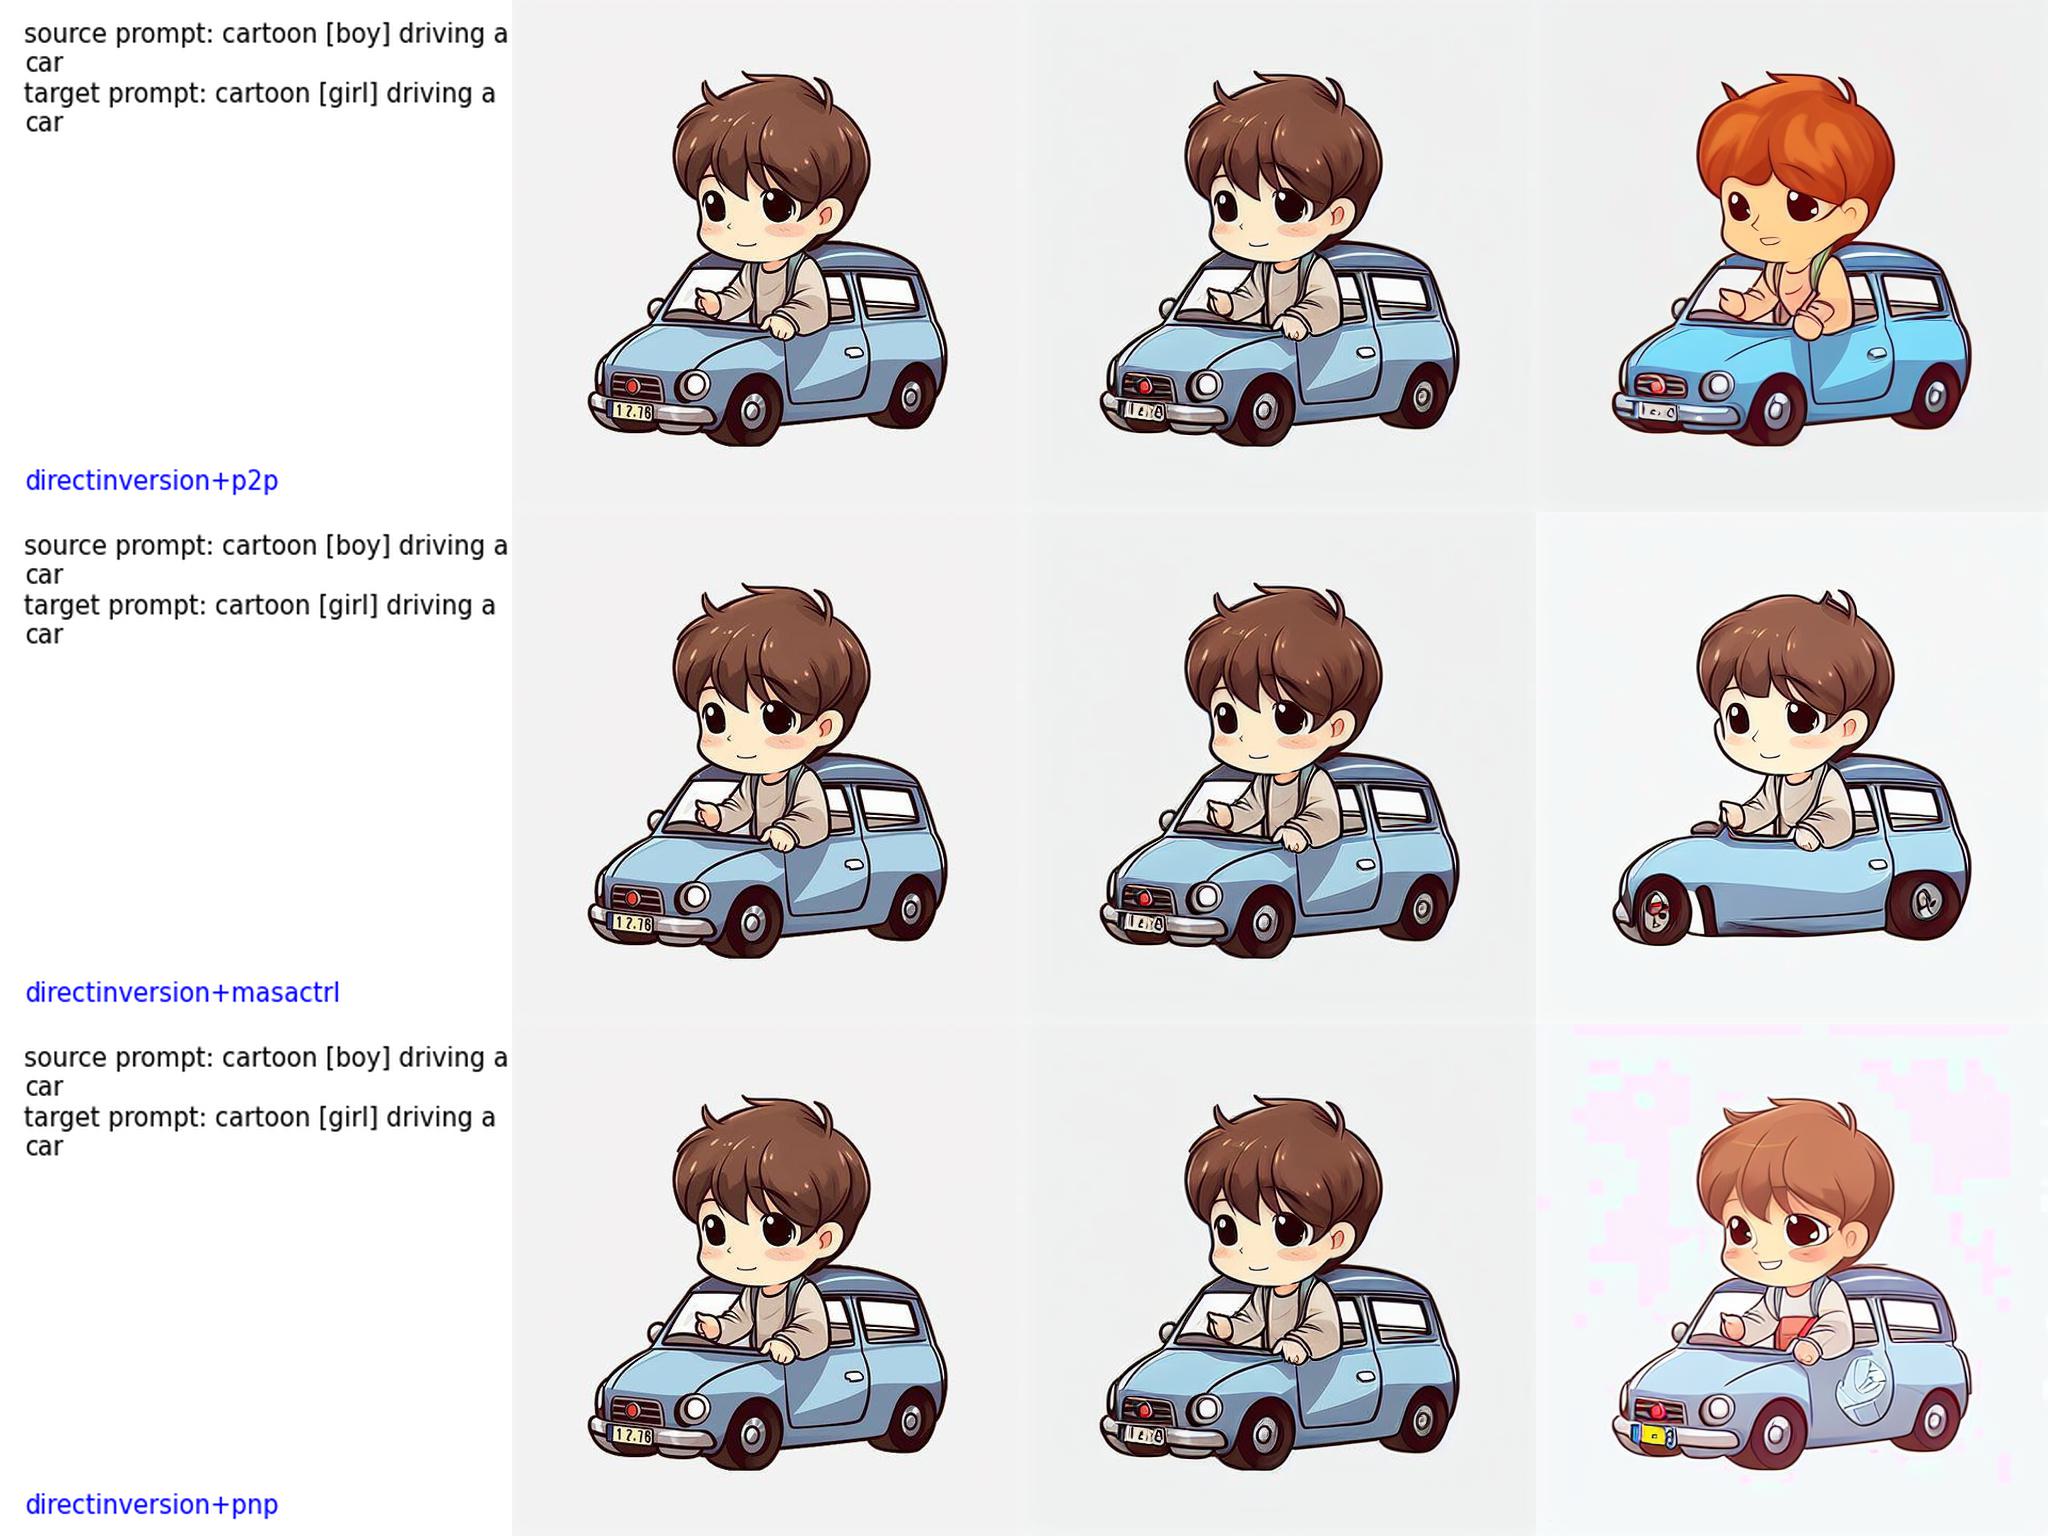 source prompt: cartoon [boy] driving a
car
target prompt: cartoon [girl] driving a
car
12.76
directinversion+p2p
source prompt: cartoon [boy] driving a
car
target prompt: cartoon [girl] driving a
car
12.76
directinversion+masactrl
source prompt: cartoon [boy] driving a
car
target prompt: cartoon [girl] driving a
car
12.76
directinversion+pnp